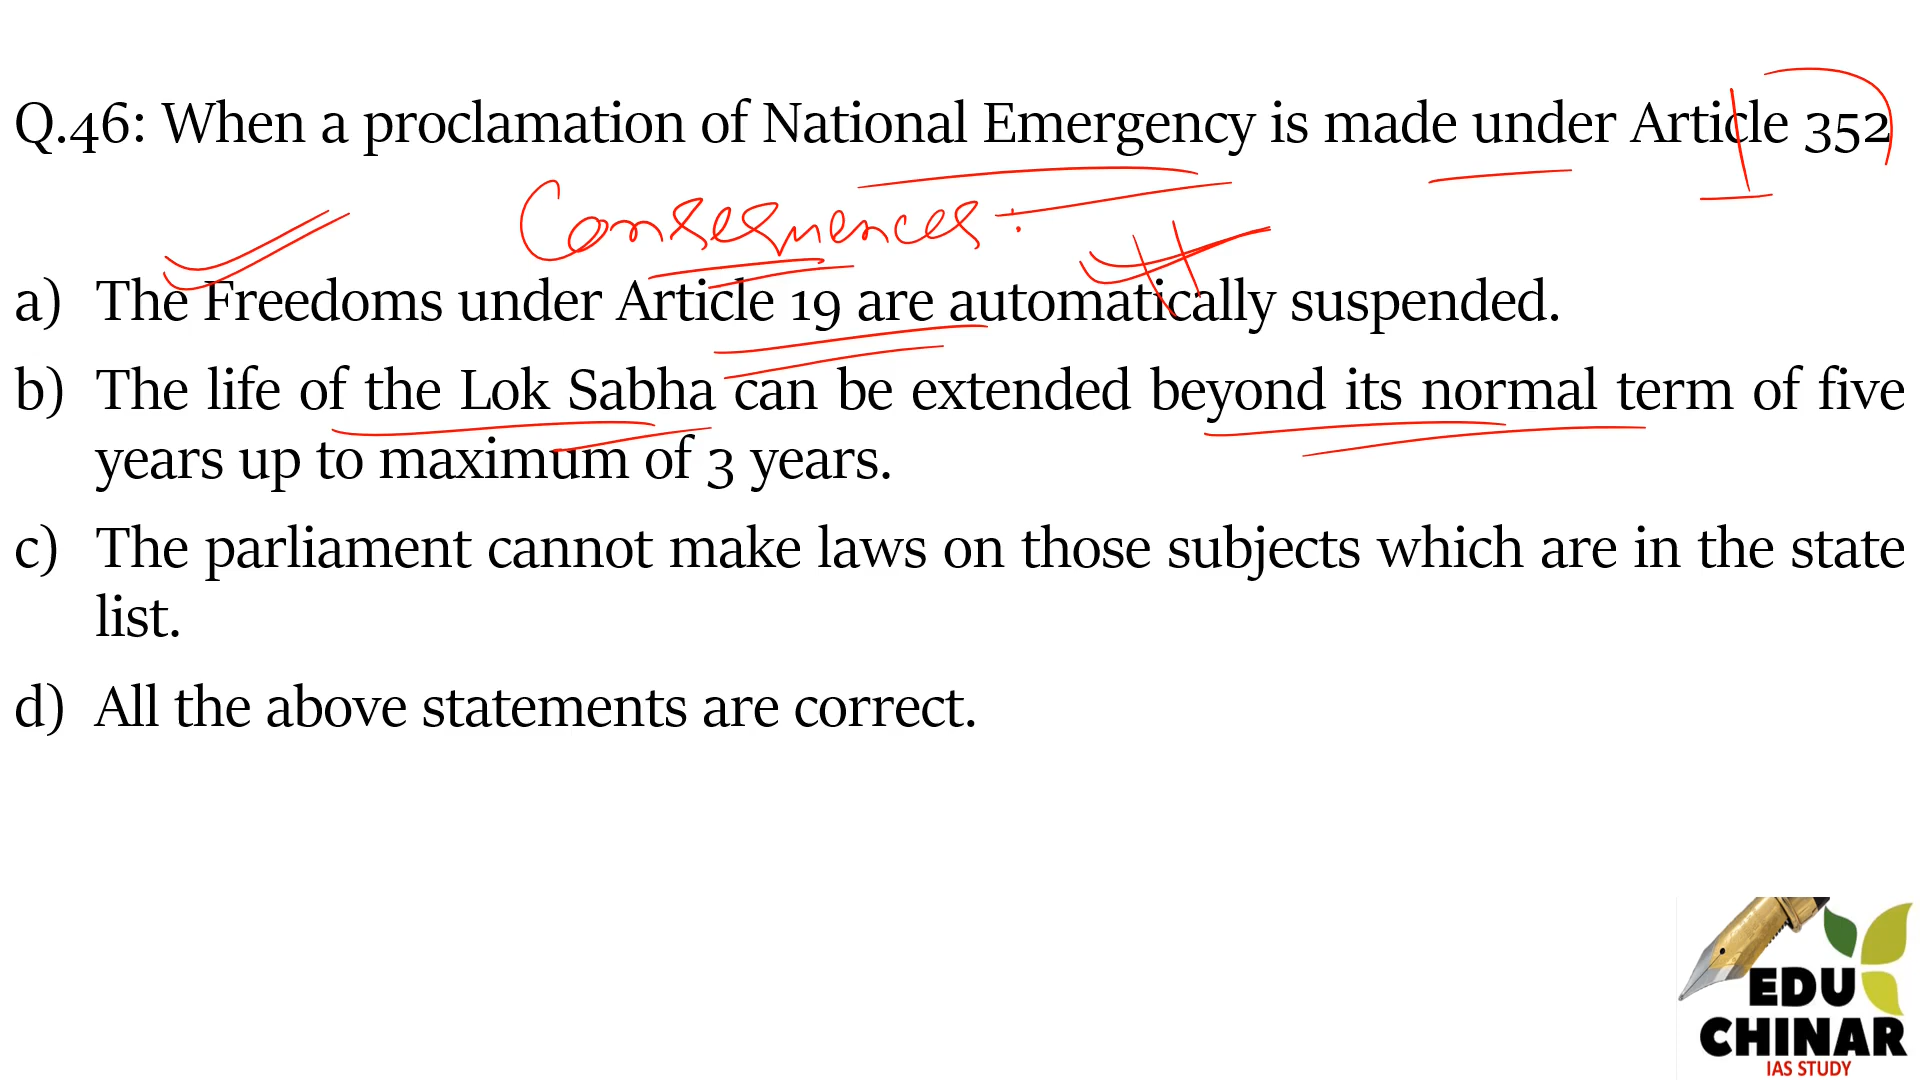 Q.46: When a proclamation of National Emergency is made under Article 352
Consequences:
a) The Freedoms under Article 19 are automatically suspended.
b) The life of the Lok Sabha can be extended beyond its normal term of five
years up to maximum of 3 years.
c) The parliament cannot make laws on those subjects which are in the state
list.
d) All the above statements are correct.
EDU
CHINAR
IAS STUDY